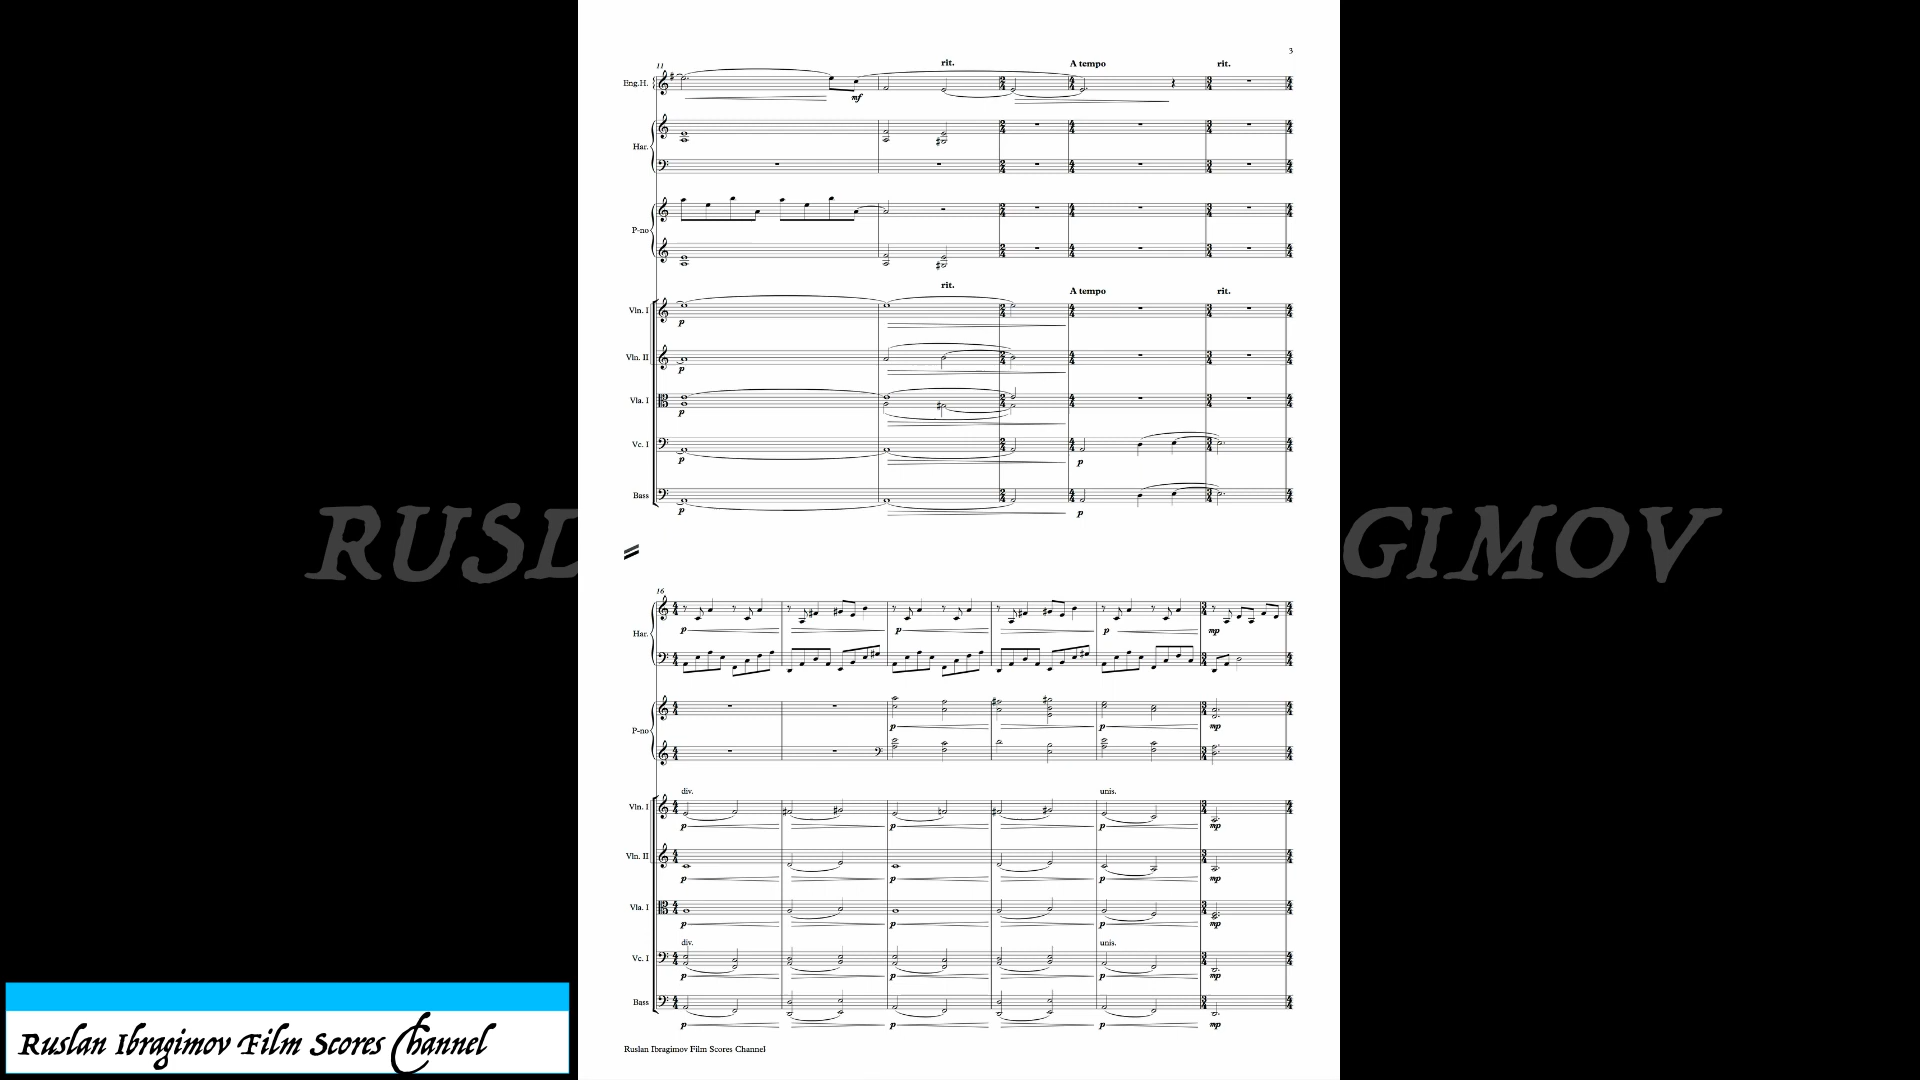 3
11
rit.
A tempo
rit.
Eng.H.
mf
Har.
P-no
rit.
A tempo
rit.
Vln. I
p
Vln. II
p
Vla. I
p
Vc. I
p
p
Bass
p
p
RUSL
GIMOV
16
Har.
p
p
p
mp
P-no
p
p
mp
div.
unis.
Vln. I
p
p
p
mp
Vln. II
p
p
p
mp
Vla. I
p
p
p
mp
div.
unis.
Vc. I
p
p
p
mp
Bass
p
p
p
mp
Ruslan Ibragimov Film Scores Channel
Ruslan Ibragimov Film Scores Channel